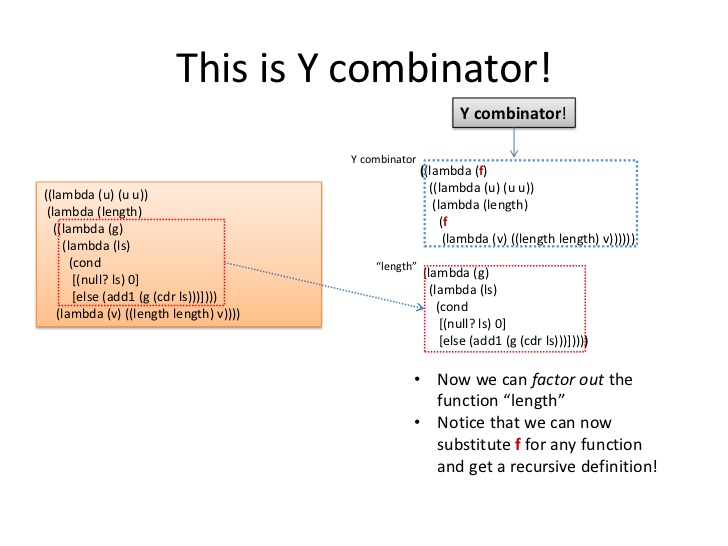 This is Y combinator!
Y combinator!
((lambda (u) (u u))
(lambda (length)
((lambda (g)
(lambda (ls)
(cond
[(null? ls) 0]
[else (add1 (g (cdr ls)))])))
(lambda (v) ((length length) v))))
Y combinator
((lambda (f)
((lambda (u) (u u))
(lambda (length)
(f
(lambda (v) ((length length) v))))))
“length”
(lambda (g)
(lambda (ls)
(cond
[(null? ls) 0]
[else (add1 (g (cdr ls)))]))))
• Now we can factor out the
function “length”
• Notice that we can now
substitute f for any function
and get a recursive definition!